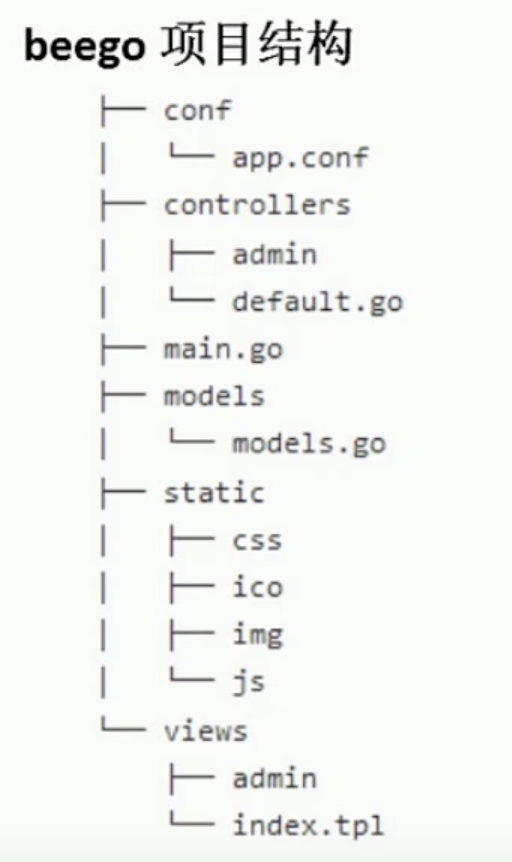 beego 项目结构
├── conf
│   └── app.conf
├── controllers
│   ├── admin
│   └── default.go
├── main.go
├── models
│   └── models.go
├── static
│   ├── css
│   ├── ico
│   ├── img
│   └── js
└── views
    ├── admin
    └── index.tpl